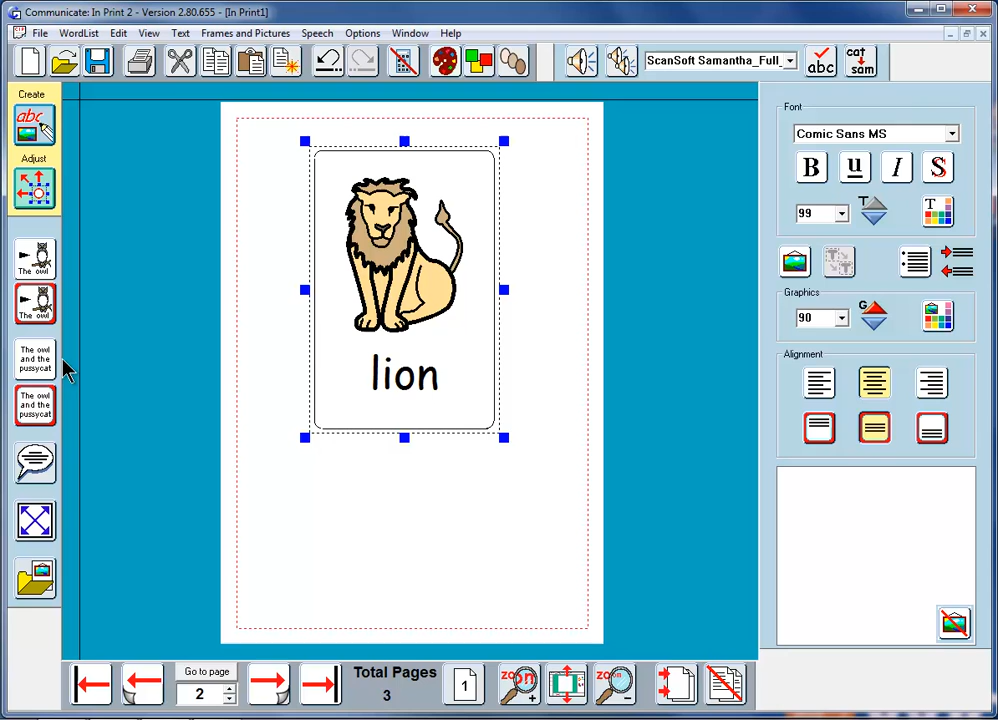 Communicate: In Print 2 - Version 2.80.655 - [In Print1]
File WordList Edit View Text Frames and Pictures Speech Options Window Help
ScanSoft Samantha_Full_
abc
cat
sam
Create
abc
Adjust
The owl
The owl
The owl
and the
pussycat
The owl
and the
pussycat
lion
Font
Comic Sans MS
B u I S
99
T
T
Graphics
90
G
Alignment
Go to page
2
Total Pages
3
1
zoon
+
zoon
-